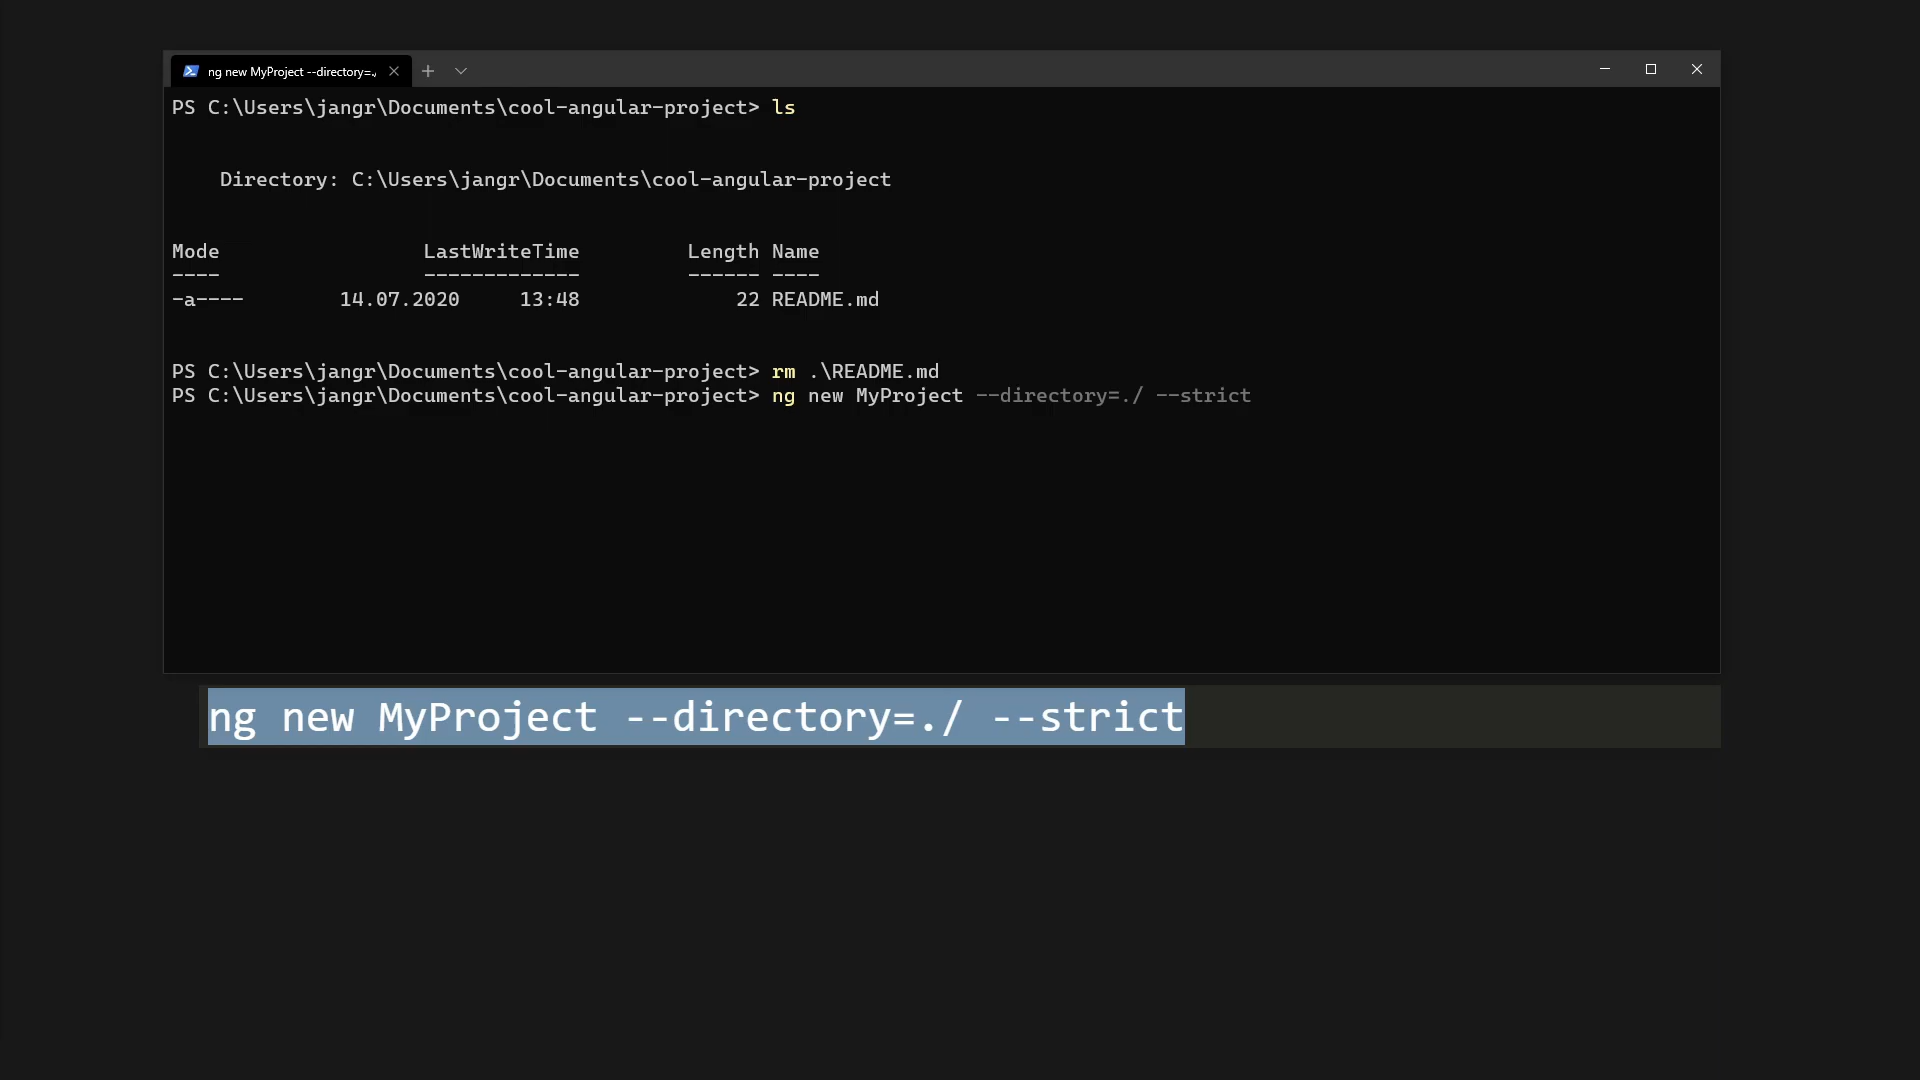 ng new MyProject --directory=./
PS C:\Users\jangr\Documents\cool-angular-project> ls
Directory: C:\Users\jangr\Documents\cool-angular-project
Mode LastWriteTime Length Name
---- ------------- ------ ----
-a---- 14.07.2020 13:48 22 README.md
PS C:\Users\jangr\Documents\cool-angular-project> rm .\README.md
PS C:\Users\jangr\Documents\cool-angular-project> ng new MyProject --directory=./ --strict
ng new MyProject --directory=./ --strict